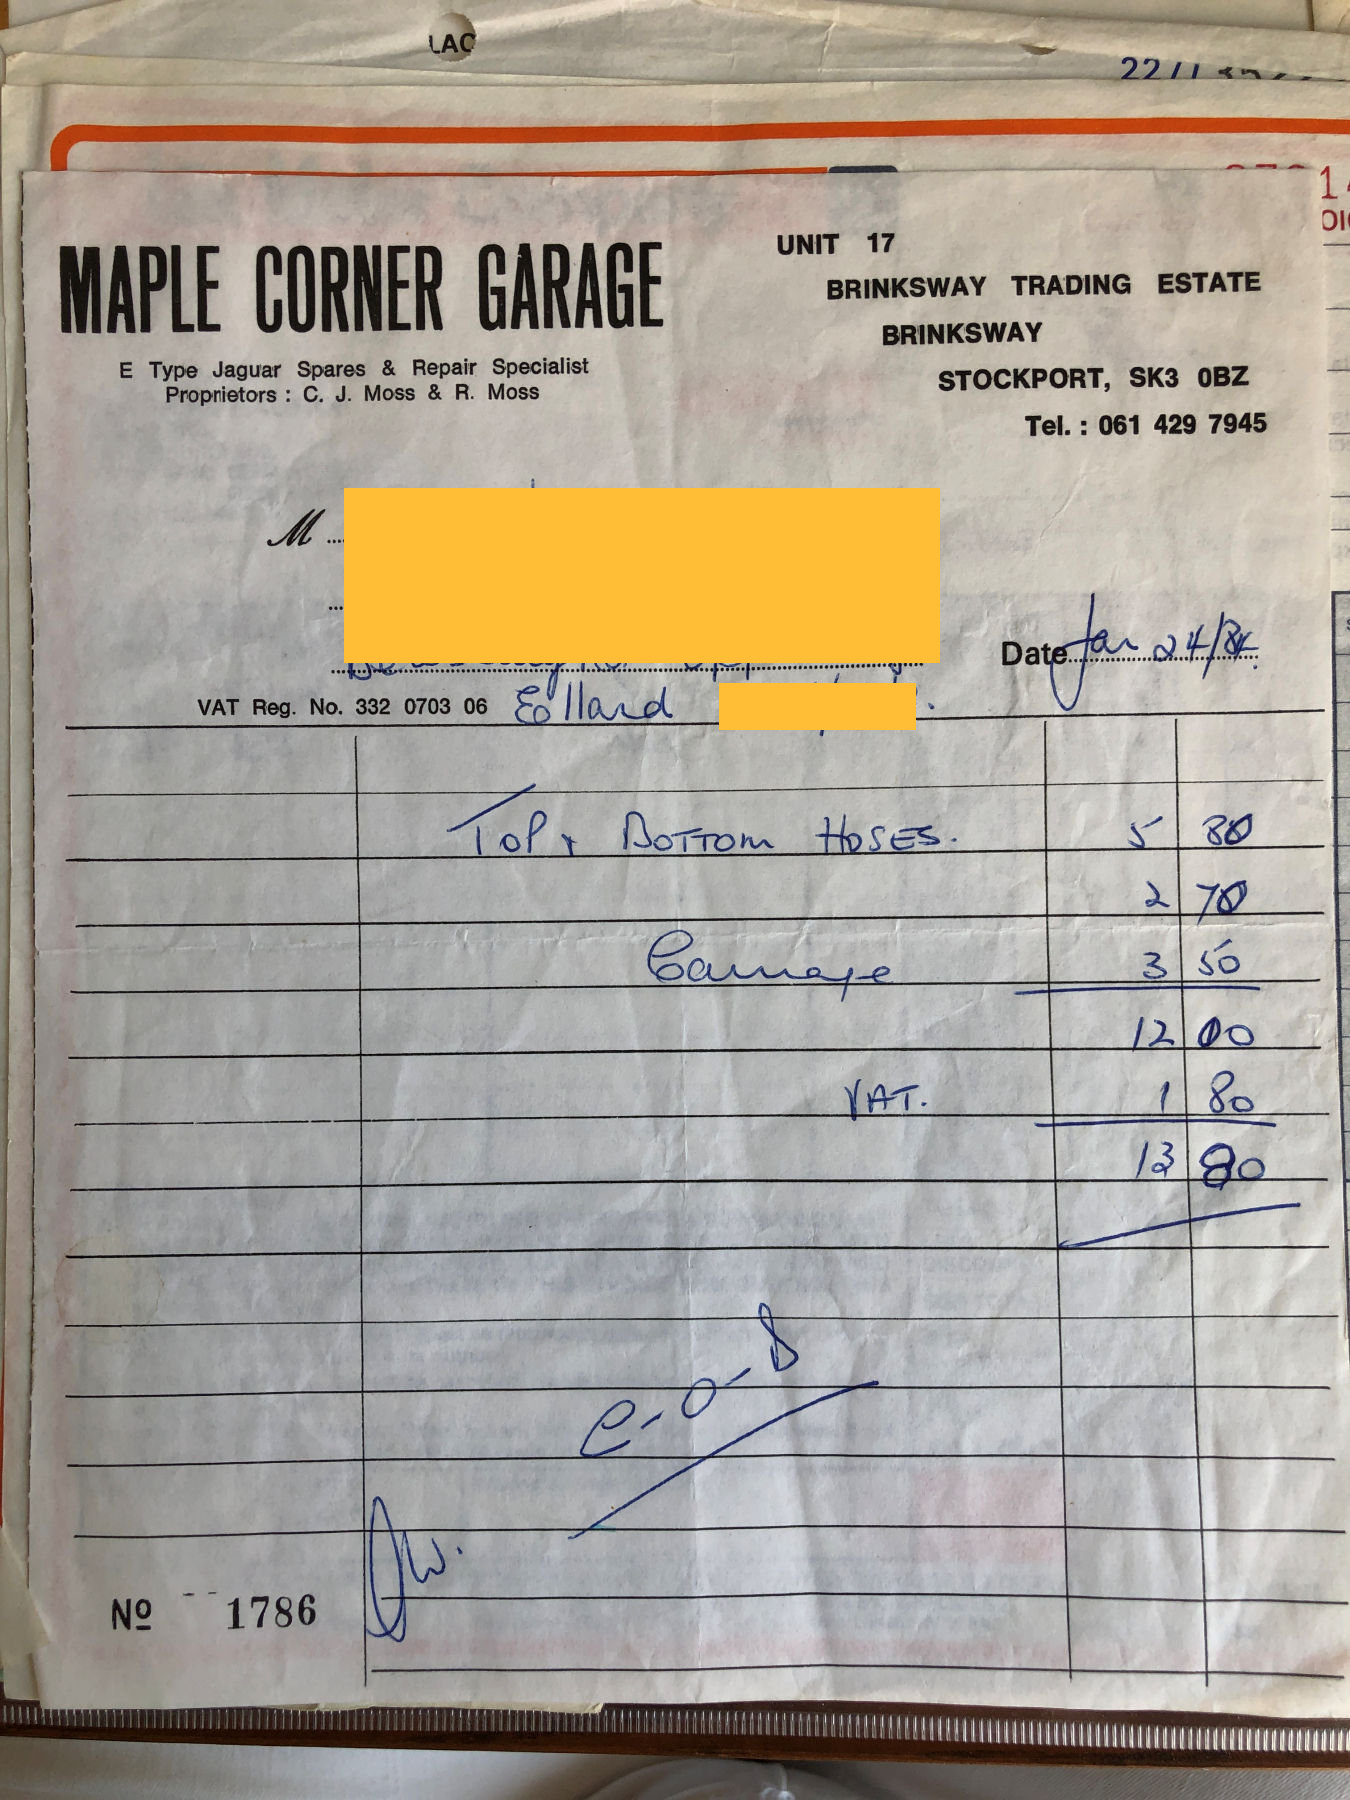 LAC
MAPLE CORNER GARAGE
E Type Jaguar Spares & Repair Specialist
Proprietors : C. J. Moss & R. Moss
UNIT 17
BRINKSWAY TRADING ESTATE
BRINKSWAY
STOCKPORT, SK3 0BZ
Tel. : 061 429 7945
M
Date Jan 24/84.
VAT Reg. No. 332 0703 06
Top & Bottom Hoses. 5 80
2 70
Carriage 3 50
12 00
VAT. 1 80
13 80
C-O-D
No 1786